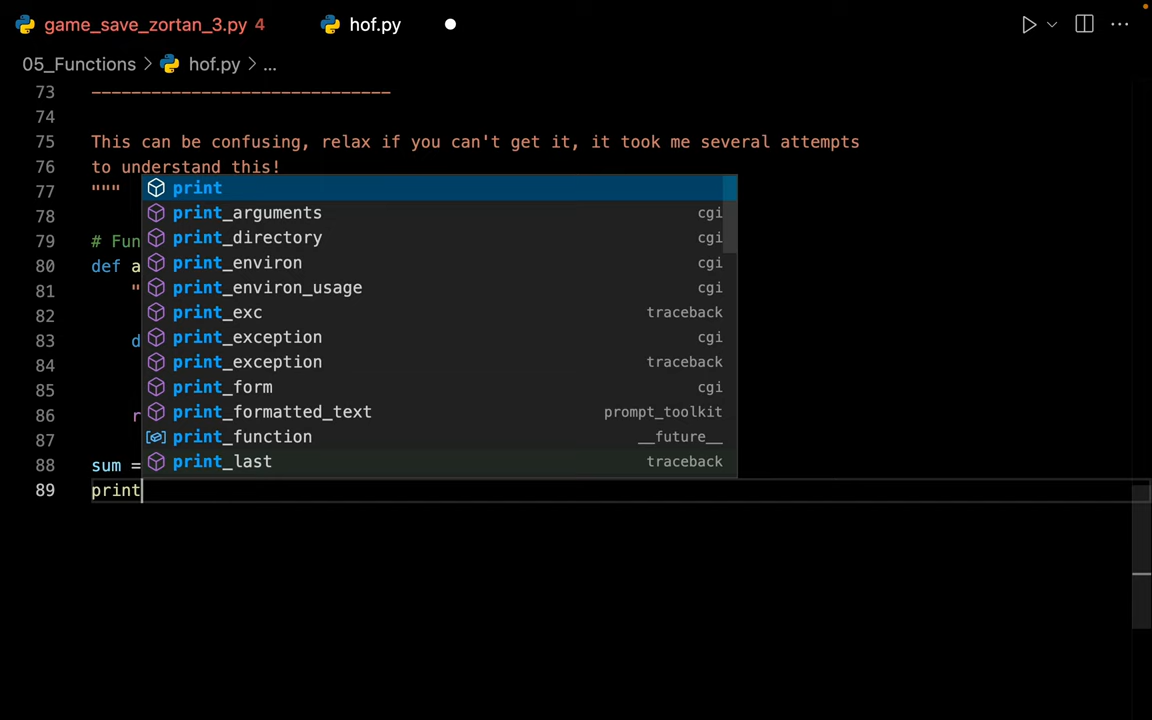 game_save_zortan_3.py 4 hof.py
05_Functions > hof.py > ...
73 ------------------------------
74
75 This can be confusing, relax if you can't get it, it took me several attempts
76 to understand this!
77 """
print
78
print_arguments cgi
79 # Fun
print_directory cgi
80 def a
print_environ cgi
81 "
print_environ_usage cgi
82
print_exc traceback
83 d
print_exception cgi
84
print_exception traceback
85
print_form cgi
86 r
print_formatted_text prompt_toolkit
87
print_function __future__
88 sum =
print_last traceback
89 print